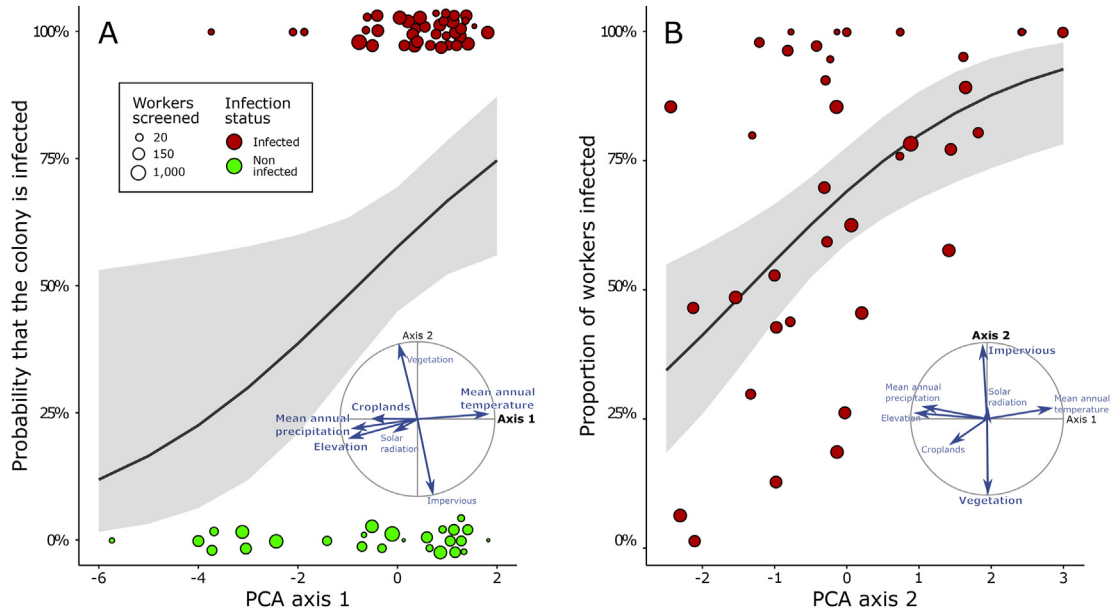 A
Probability that the colony is infected
100%
75%
50%
25%
0%
Workers
screened
20
150
1,000
Infection
status
Infected
Non
infected
Axis 2
Vegetation
Mean annual
temperature
Croplands
Axis 1
Mean annual
precipitation
Solar
radiation
Elevation
Impervious
-6
-4
-2
0
2
PCA axis 1
B
Proportion of workers infected
100%
75%
50%
25%
0%
Axis 2
Impervious
Mean annual
precipitation
Solar
radiation
Mean annual
temperature
Elevation
Axis 1
Croplands
Vegetation
-2
-1
0
1
2
3
PCA axis 2